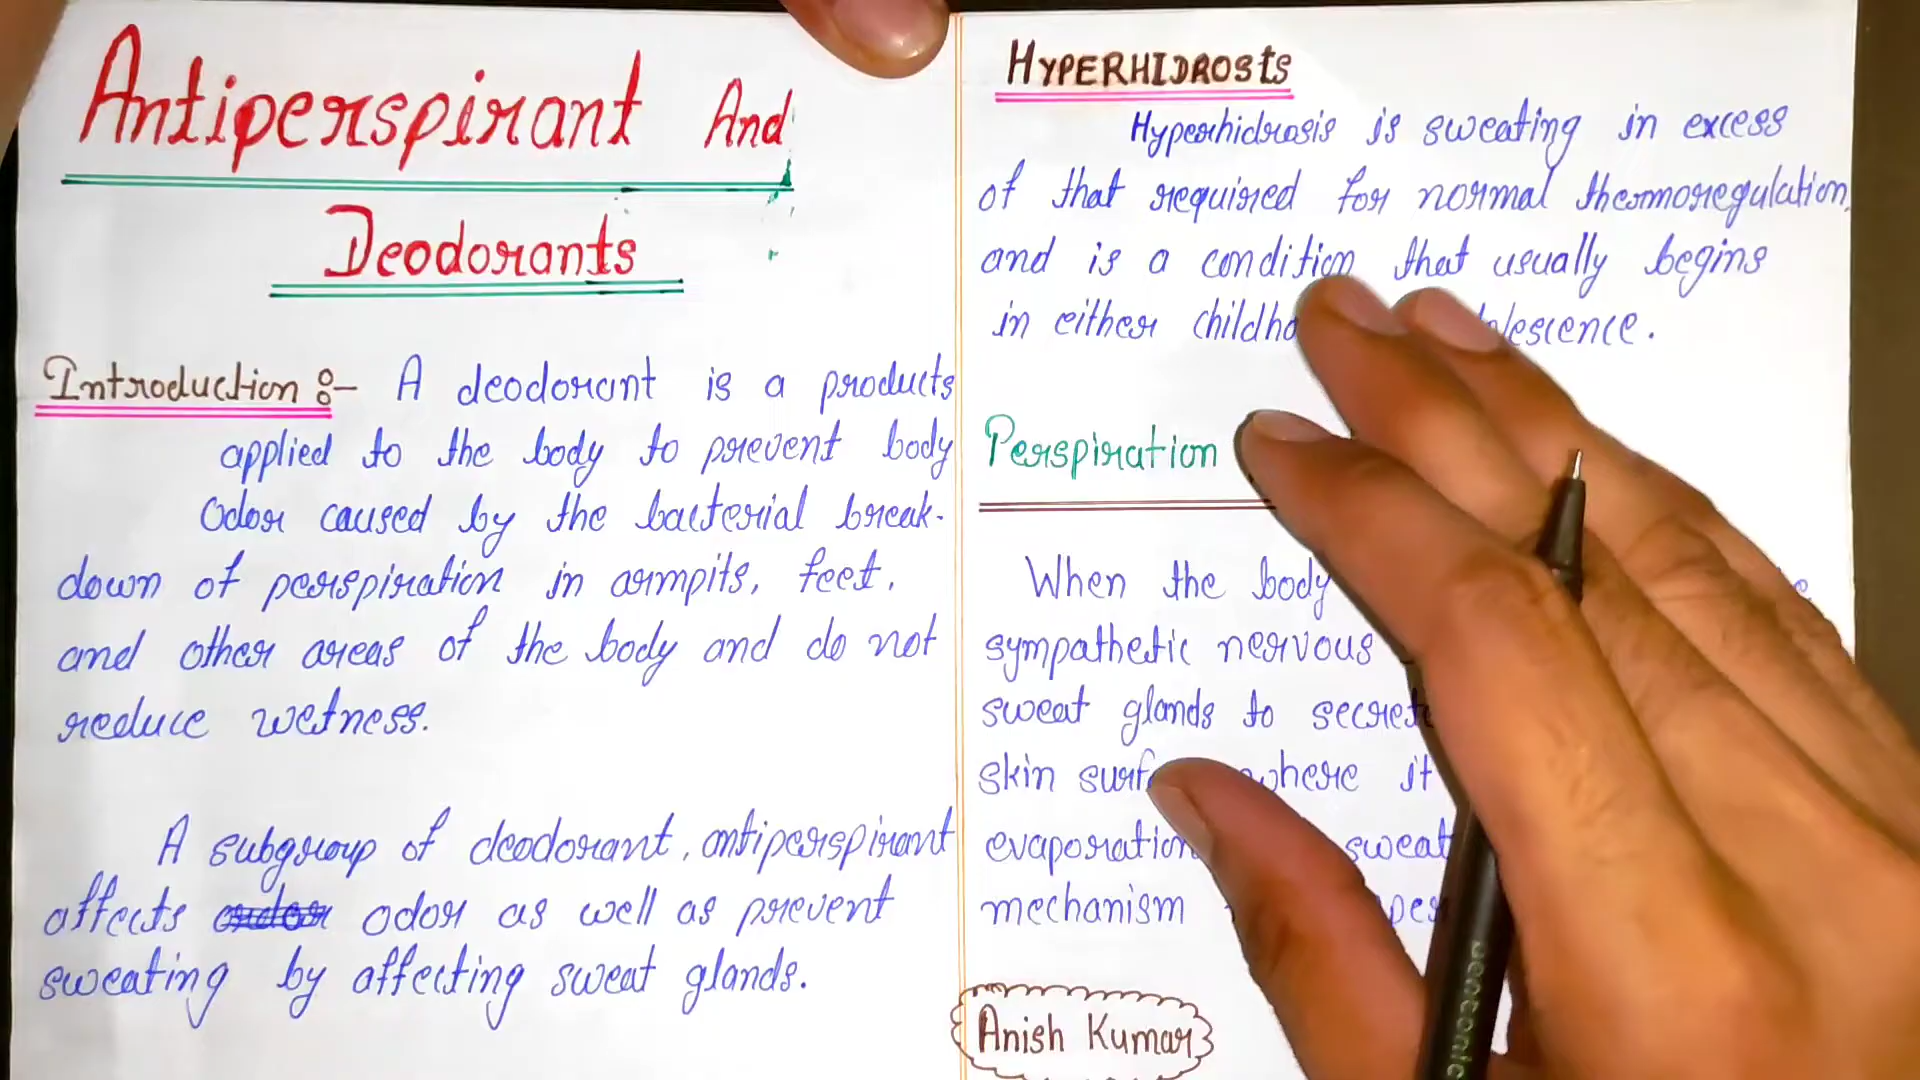 Antiperspirant And
Deodorants
Introduction :- A deodorant is a products
applied to the body to prevent body
Odor caused by the bacterial break-
down of perspiration in armpits, feet,
and other areas of the body and do not
reduce wetness.
A subgroup of deodorant, antiperspirant
affects odor as well as prevent
sweating by affecting sweat glands.
HYPERHIDROSIS
Hyperhidrosis is sweating in excess
of that required for normal thermoregulation,
and is a condition that usually begins
in either
Perspiration
When the body
sympathetic nervous
sweat glands to
skin where it
evaporation sweat
mechanism
Anish Kumar